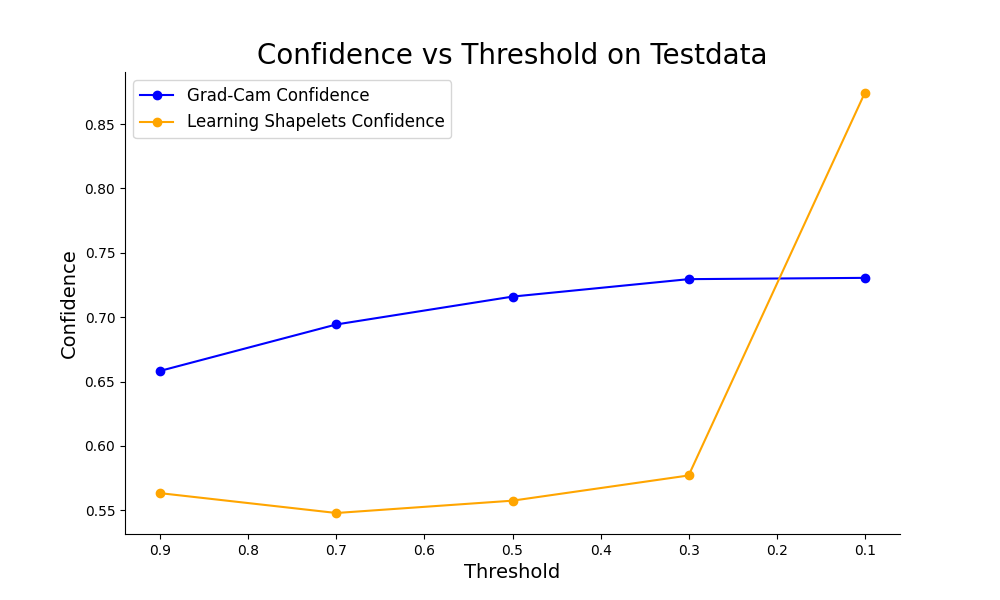 Confidence vs Threshold on Testdata
Grad-Cam Confidence
Learning Shapelets Confidence
Confidence
0.85
0.80
0.75
0.70
0.65
0.60
0.55
0.9 0.8 0.7 0.6 0.5 0.4 0.3 0.2 0.1
Threshold